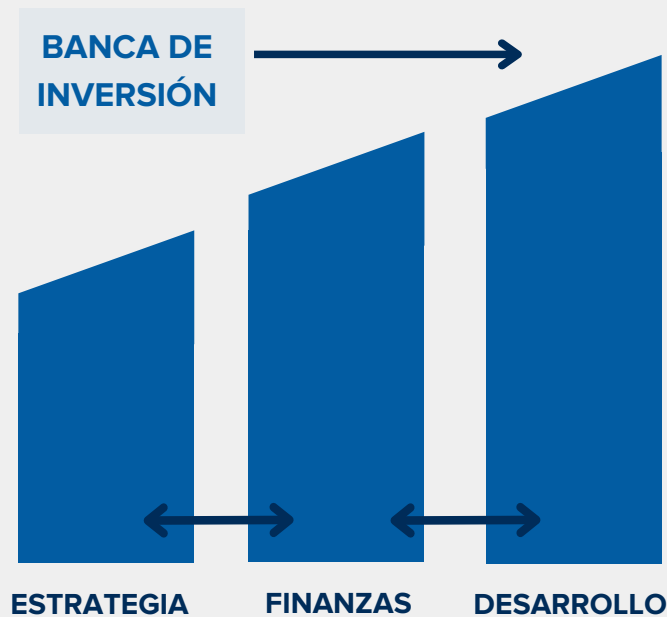 BANCA DE
INVERSIÓN
ESTRATEGIA
FINANZAS
DESARROLLO